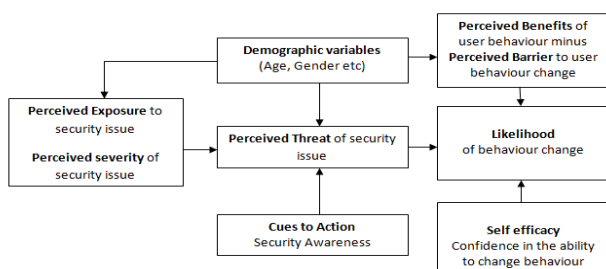 Demographic variables
(Age, Gender etc)
Perceived Benefits of
user behaviour minus
Perceived Barrier to user
behaviour change
Perceived Exposure to
security issue
Perceived severity of
security issue
Perceived Threat of security
issue
Likelihood
of behaviour change
Cues to Action
Security Awareness
Self efficacy
Confidence in the ability
to change behaviour